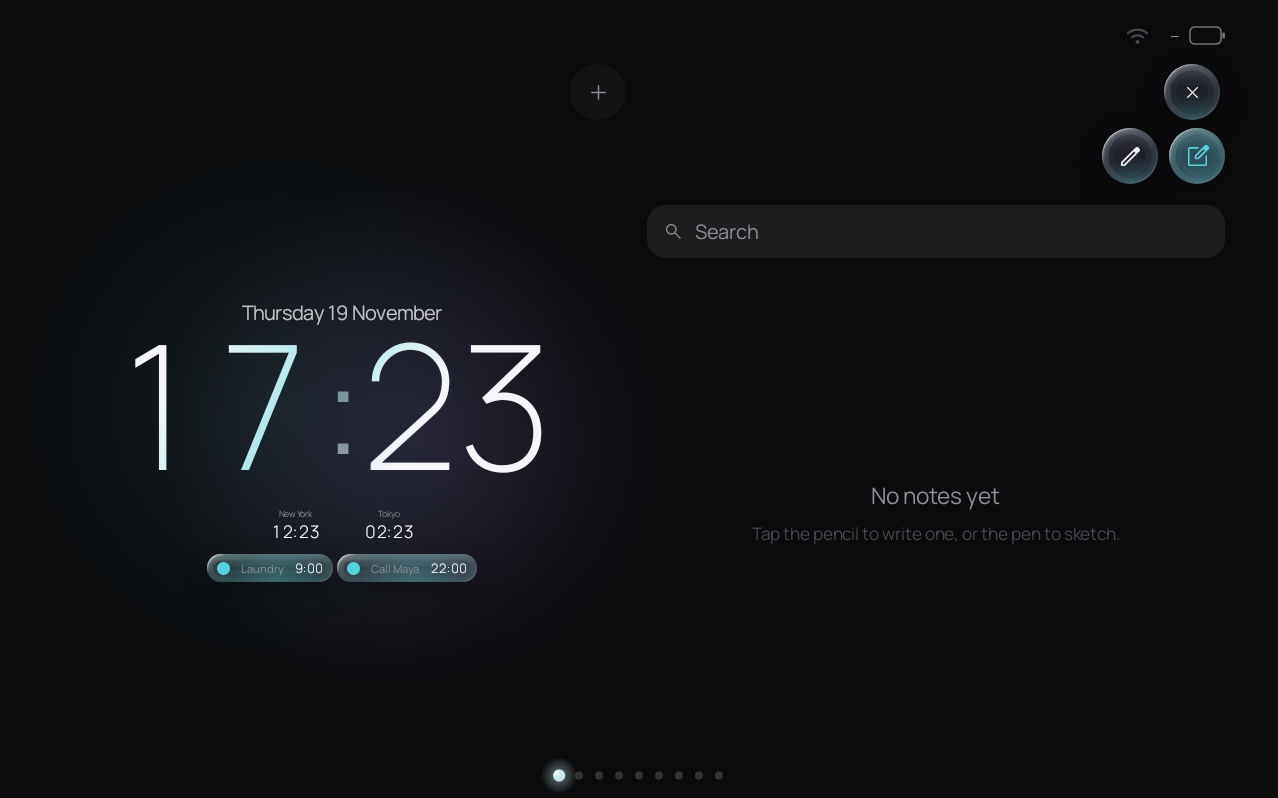 Search
Thursday 19 November
17:23
New York
12:23
Tokyo
02:23
Laundry 9:00
Call Maya 22:00
No notes yet
Tap the pencil to write one, or the pen to sketch.